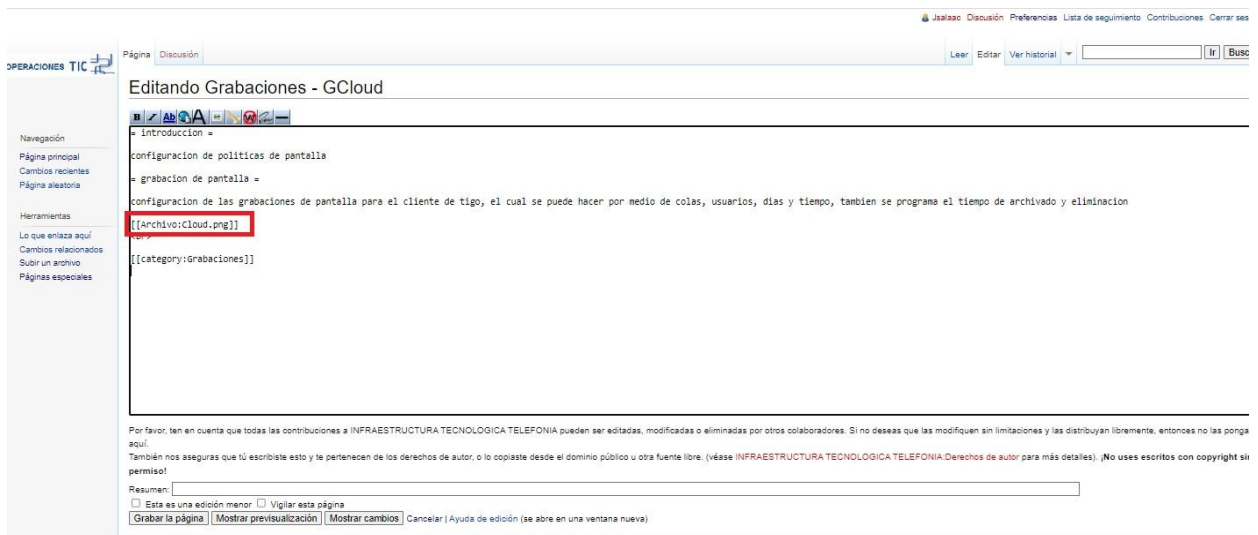 Jsalaac Discusión Preferencias Lista de seguimiento Contribuciones Cerrar ses
OPERACIONES TIC
Página Discusión
Leer Editar Ver historial
Ir Busc
Editando Grabaciones - GCloud
B I Ab A
Navegación
Página principal
Cambios recientes
Página aleatoria
Herramientas
Lo que enlaza aquí
Cambios relacionados
Subir un archivo
Páginas especiales
= introduccion =
configuracion de politicas de pantalla
= grabacion de pantalla =
configuracion de las grabaciones de pantalla para el cliente de tigo, el cual se puede hacer por medio de colas, usuarios, dias y tiempo, tambien se programa el tiempo de archivado y eliminacion
[[Archivo:Cloud.png]]
[[category:Grabaciones]]
Por favor, ten en cuenta que todas las contribuciones a INFRAESTRUCTURA TECNOLOGICA TELEFONIA pueden ser editadas, modificadas o eliminadas por otros colaboradores. Si no deseas que las modifiquen sin limitaciones y las distribuyan libremente, entonces no las ponga
aquí.
También nos aseguras que tú escribiste esto y te pertenecen de los derechos de autor, o lo copiaste desde el dominio público u otra fuente libre. (véase INFRAESTRUCTURA TECNOLOGICA TELEFONIA:Derechos de autor para más detalles). ¡No uses escritos con copyright si
permiso!
Resumen:
Esta es una edición menor Vigilar esta página
Grabar la página Mostrar previsualización Mostrar cambios Cancelar | Ayuda de edición (se abre en una ventana nueva)